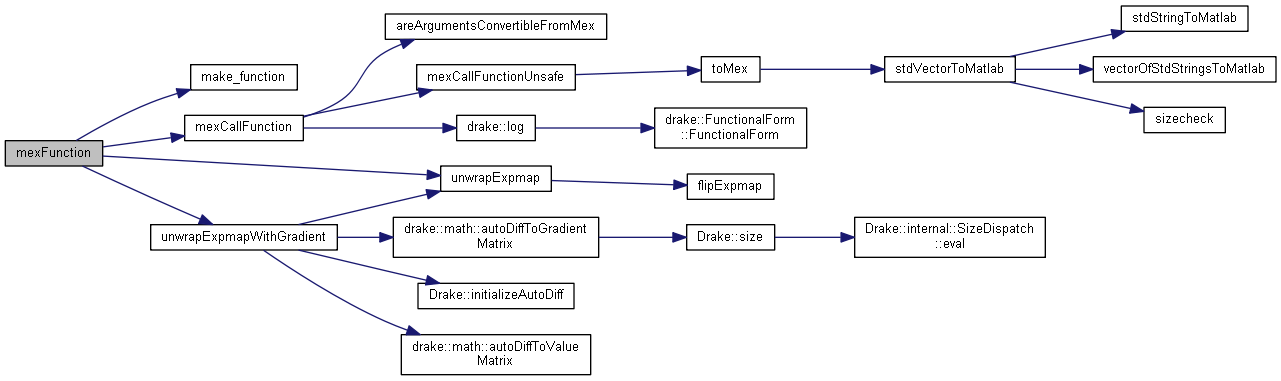 mexFunction
make_function
mexCallFunction
areArgumentsConvertibleFromMex
mexCallFunctionUnsafe
toMex
stdVectorToMatlab
stdStringToMatlab
vectorOfStdStringsToMatlab
sizecheck
drake::log
drake::FunctionalForm
::FunctionalForm
unwrapExpmap
flipExpmap
unwrapExpmapWithGradient
drake::math::autoDiffToGradient
Matrix
Drake::size
Drake::internal::SizeDispatch
::eval
Drake::initializeAutoDiff
drake::math::autoDiffToValue
Matrix